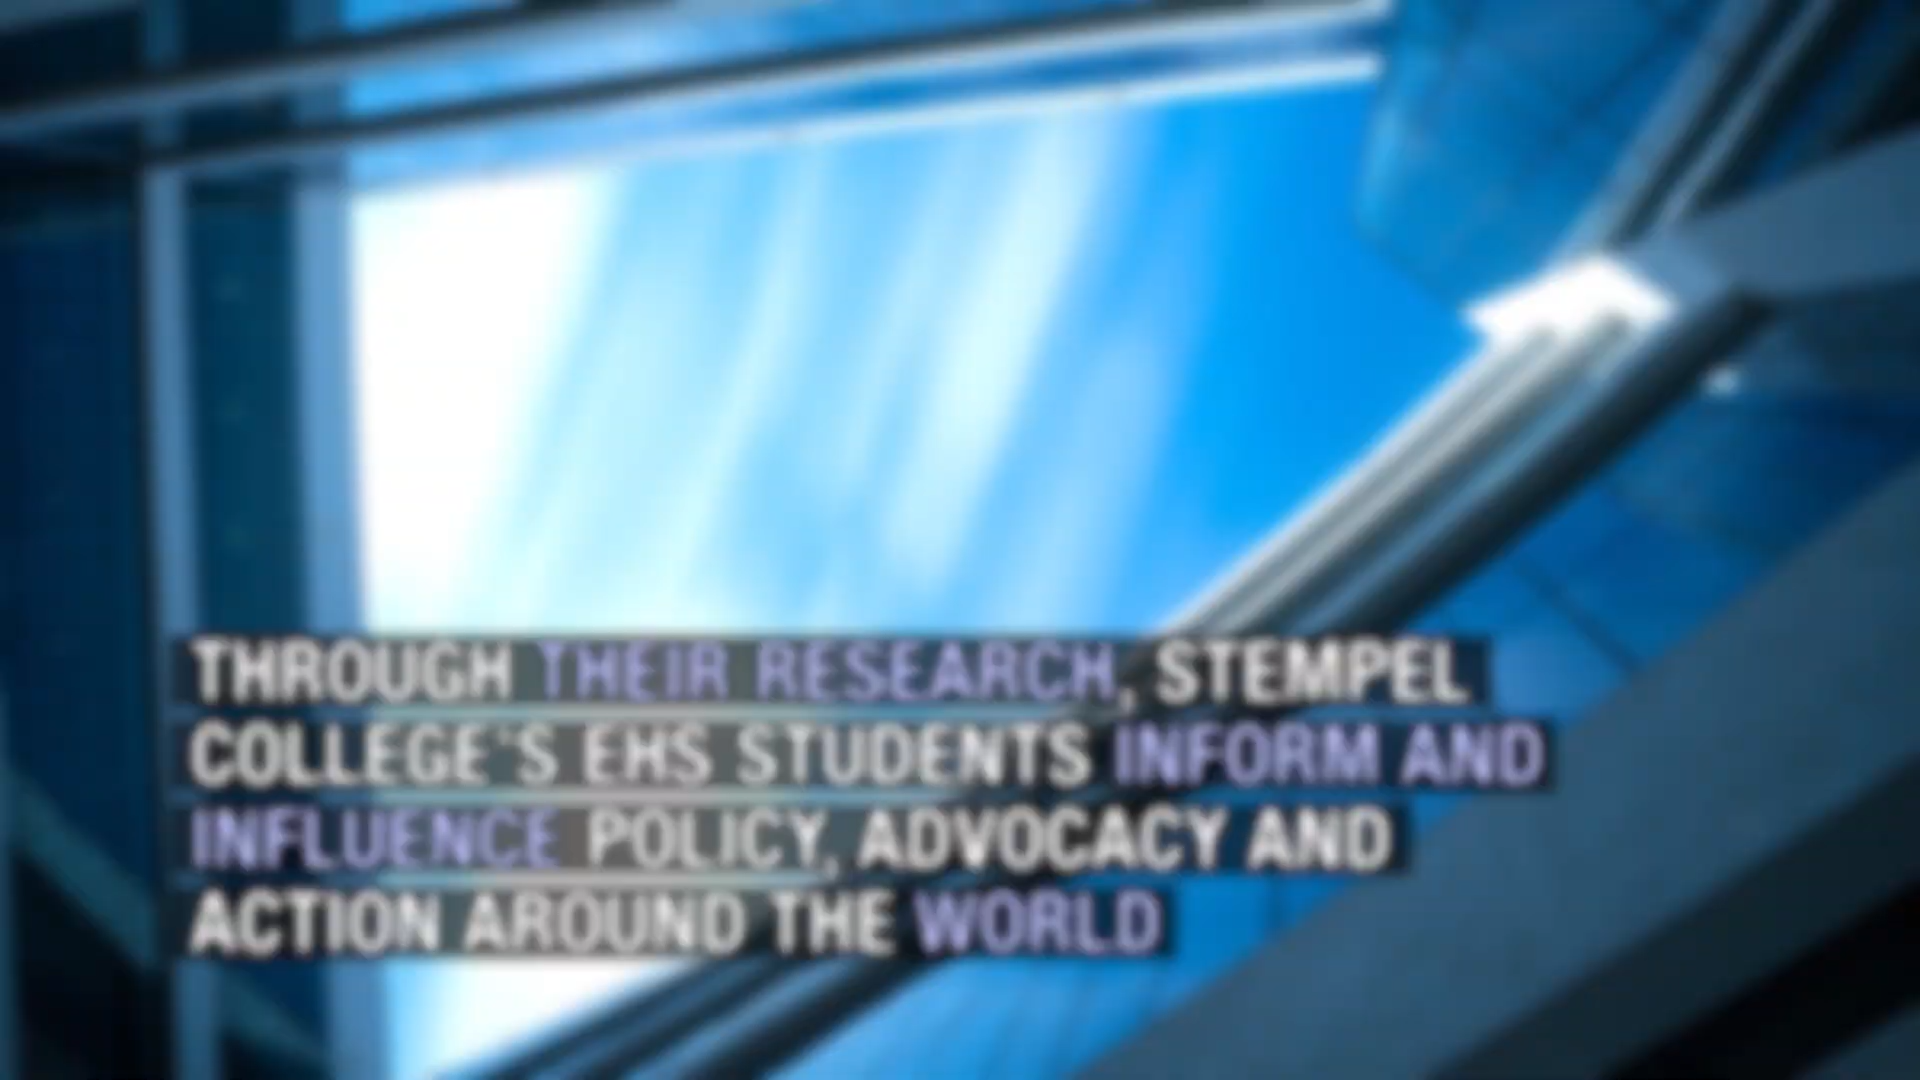 THROUGH THEIR RESEARCH, STEMPEL
COLLEGE'S EHS STUDENTS INFORM AND
INFLUENCE POLICY, ADVOCACY AND
ACTION AROUND THE WORLD